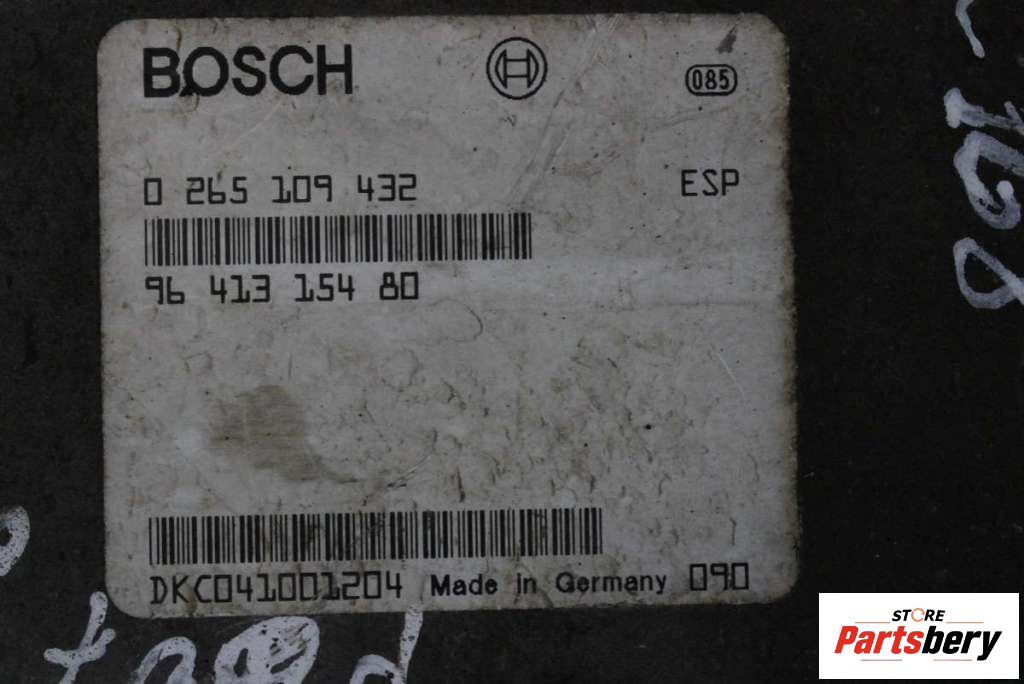 BOSCH
085
0 265 109 432
ESP
96 413 154 80
DKC041001204 Made in Germany 090
STORE
Partsbery